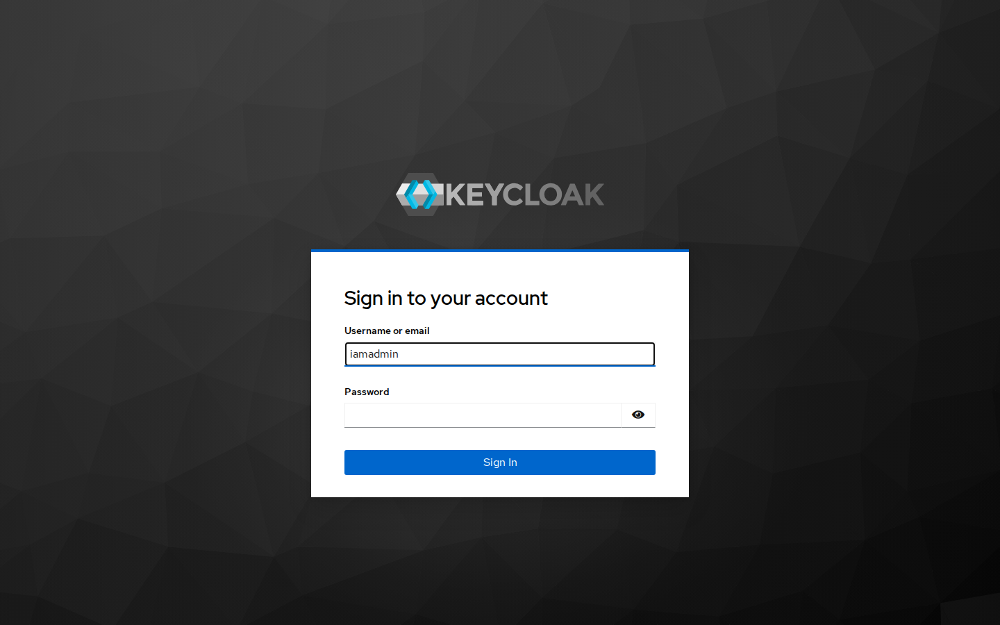 KEYCLOAK
Sign in to your account
Username or email
iamadmin
Password
Sign In